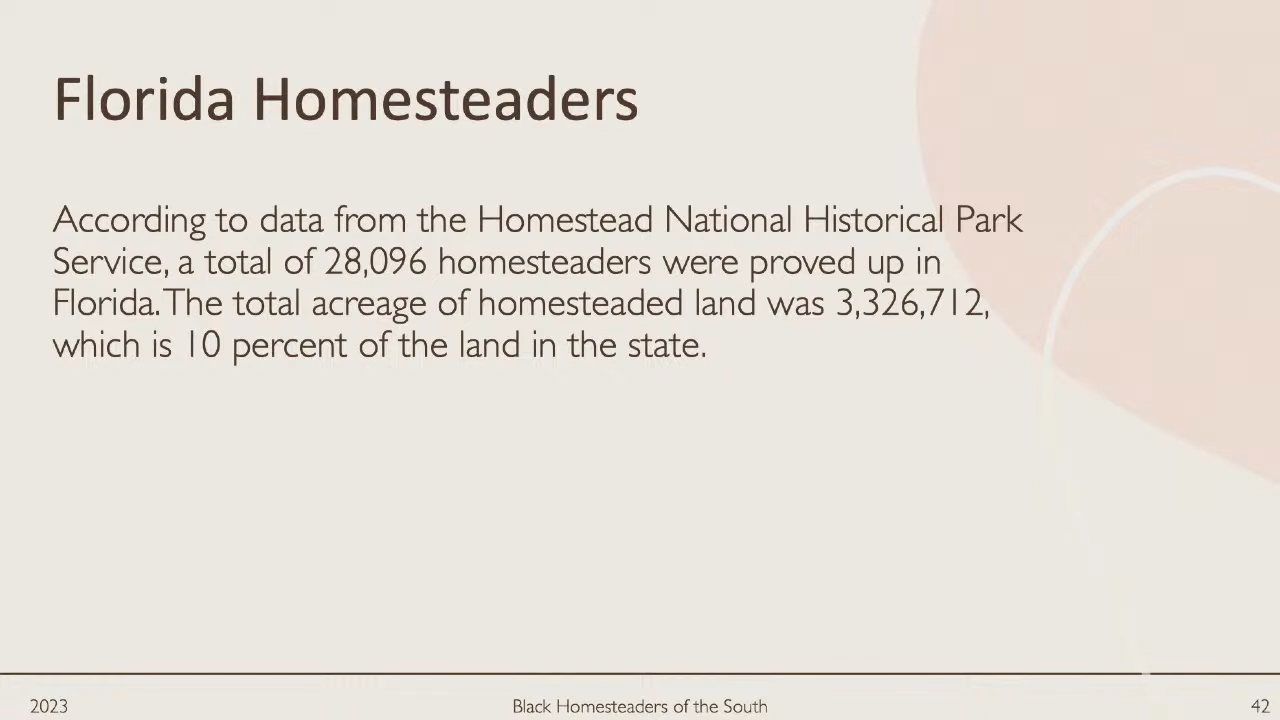 Florida Homesteaders
According to data from the Homestead National Historical Park
Service, a total of 28,096 homesteaders were proved up in
Florida. The total acreage of homesteaded land was 3,326,712,
which is 10 percent of the land in the state.
2023
Black Homesteaders of the South
42